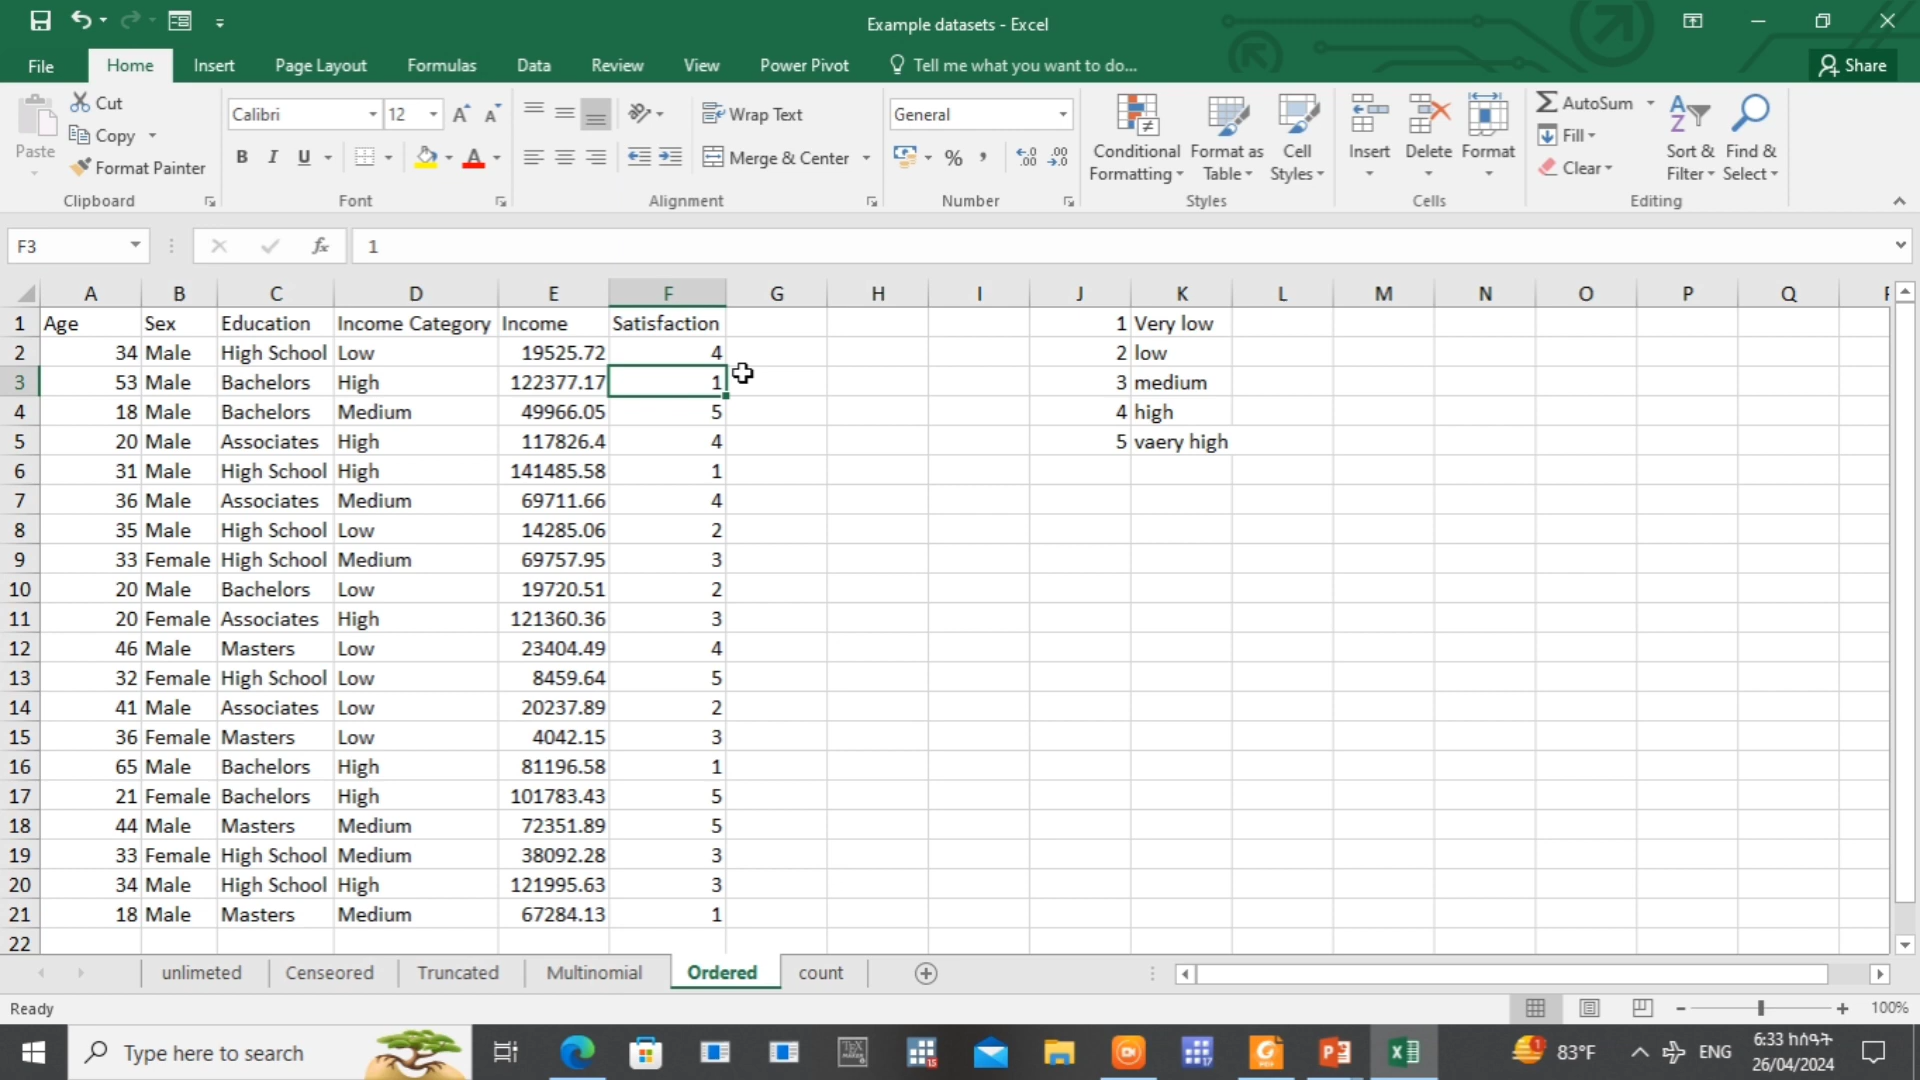 Example datasets - Excel
File Home Insert Page Layout Formulas Data Review View Power Pivot Tell me what you want to do... Share
Paste Cut Copy Format Painter Clipboard
Calibri 12 B I U Font
Wrap Text Merge & Center Alignment
General % , .00 .0 Number
Conditional Formatting Format as Table Cell Styles Styles
Insert Delete Format Cells
AutoSum Fill Clear Sort & Filter Find & Select Editing
F3 fx 1
A B C D E F G H I J K L M N O P Q
1 Age Sex Education Income Category Income Satisfaction 1 Very low
2 34 Male High School Low 19525.72 4 2 low
3 53 Male Bachelors High 122377.17 1 3 medium
4 18 Male Bachelors Medium 49966.05 5 4 high
5 20 Male Associates High 117826.4 4 5 vaery high
6 31 Male High School High 141485.58 1
7 36 Male Associates Medium 69711.66 4
8 35 Male High School Low 14285.06 2
9 33 Female High School Medium 69757.95 3
10 20 Male Bachelors Low 19720.51 2
11 20 Female Associates High 121360.36 3
12 46 Male Masters Low 23404.49 4
13 32 Female High School Low 8459.64 5
14 41 Male Associates Low 20237.89 2
15 36 Female Masters Low 4042.15 3
16 65 Male Bachelors High 81196.58 1
17 21 Female Bachelors High 101783.43 5
18 44 Male Masters Medium 72351.89 5
19 33 Female High School Medium 38092.28 3
20 34 Male High School High 121995.63 3
21 18 Male Masters Medium 67284.13 1
22
unlimeted Censeored Truncated Multinomial Ordered count
Ready 100%
Type here to search 83°F ENG 6:33 ከሰዓት
26/04/2024